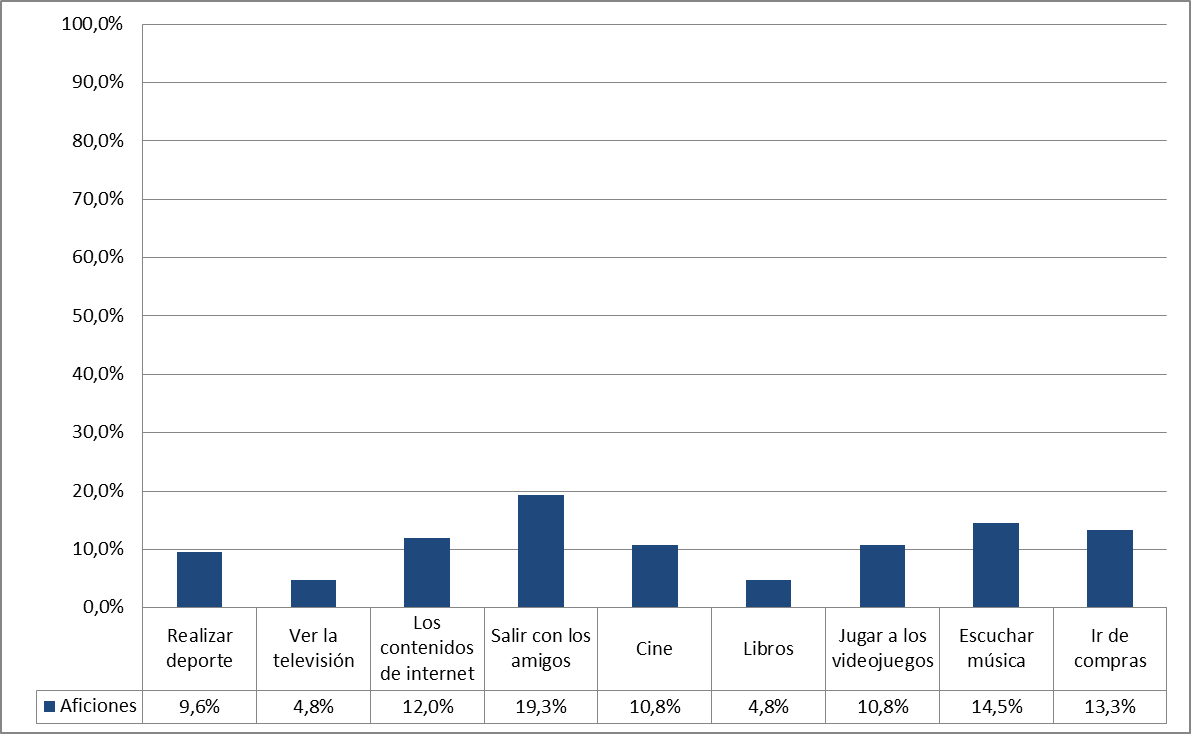 100,0%
90,0%
80,0%
70,0%
60,0%
50,0%
40,0%
30,0%
20,0%
10,0%
0,0%
Realizar
deporte
Ver la
televisión
Los
contenidos
de internet
Salir con los
amigos
Cine
Libros
Jugar a los
videojuegos
Escuchar
música
Ir de
compras
Aficiones 9,6% 4,8% 12,0% 19,3% 10,8% 4,8% 10,8% 14,5% 13,3%